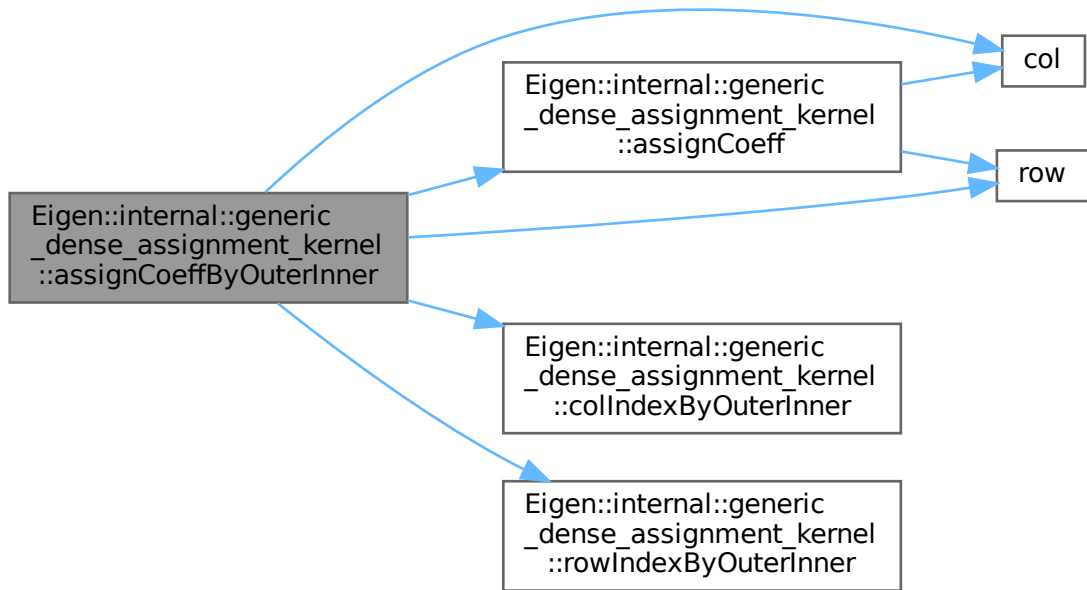 Eigen::internal::generic
_dense_assignment_kernel
::assignCoeffByOuterInner
Eigen::internal::generic
_dense_assignment_kernel
::assignCoeff
col
row
Eigen::internal::generic
_dense_assignment_kernel
::colIndexByOuterInner
Eigen::internal::generic
_dense_assignment_kernel
::rowIndexByOuterInner